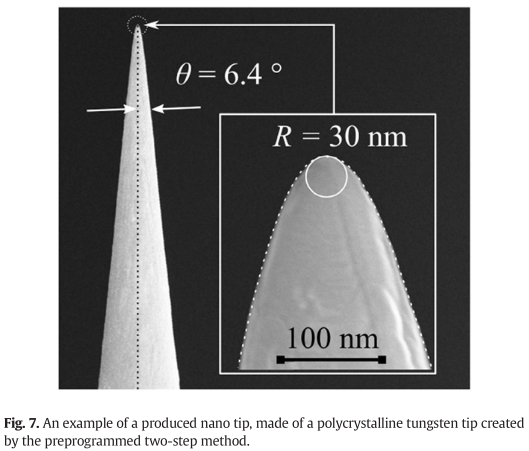 θ = 6.4 °
R = 30 nm
100 nm
Fig. 7. An example of a produced nano tip, made of a polycrystalline tungsten tip created
by the preprogrammed two-step method.